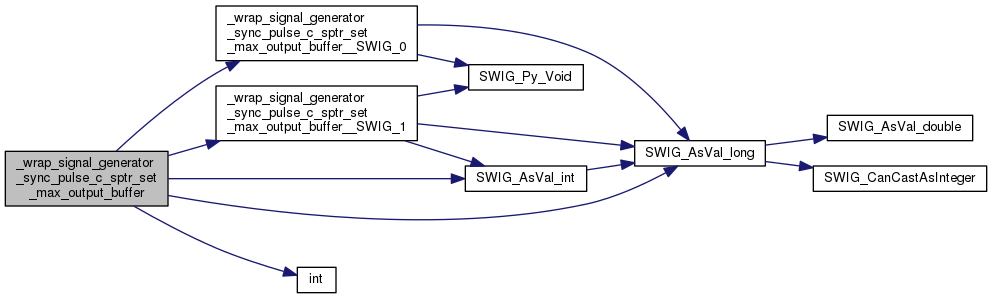 _wrap_signal_generator
_sync_pulse_c_sptr_set
_max_output_buffer__SWIG_0
SWIG_Py_Void
_wrap_signal_generator
_sync_pulse_c_sptr_set
_max_output_buffer__SWIG_1
SWIG_AsVal_double
SWIG_AsVal_long
_wrap_signal_generator
_sync_pulse_c_sptr_set
_max_output_buffer
SWIG_AsVal_int
SWIG_CanCastAsInteger
int